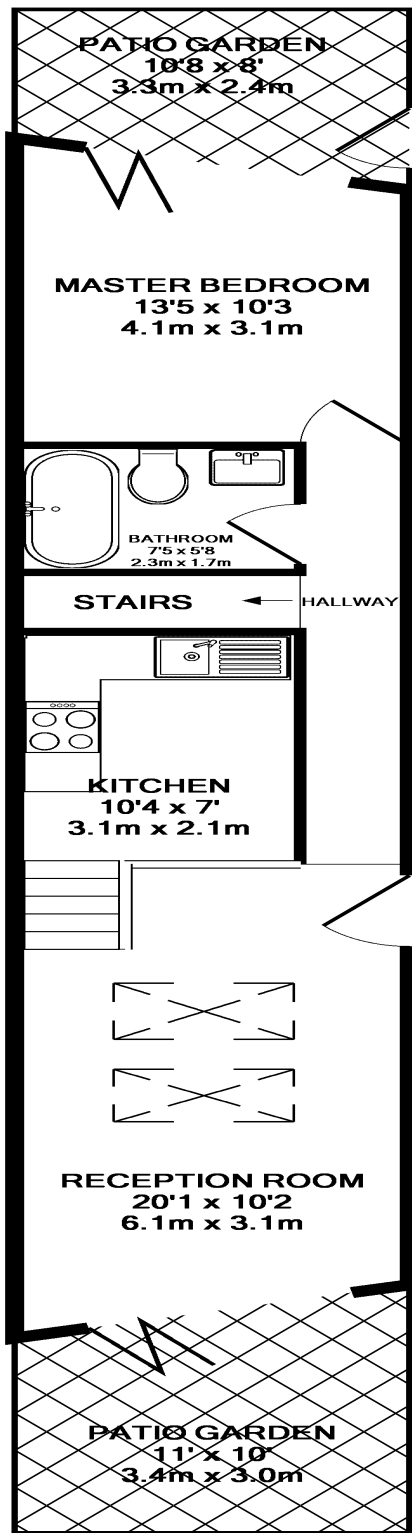 PATIO GARDEN
10'8 x 8'
3.3m x 2.4m
MASTER BEDROOM
13'5 x 10'3
4.1m x 3.1m
BATHROOM
7'5 x 5'8
2.3m x 1.7m
STAIRS
HALLWAY
KITCHEN
10'4 x 7'
3.1m x 2.1m
RECEPTION ROOM
20'1 x 10'2
6.1m x 3.1m
PATIO GARDEN
11' x 10'
3.4m x 3.0m